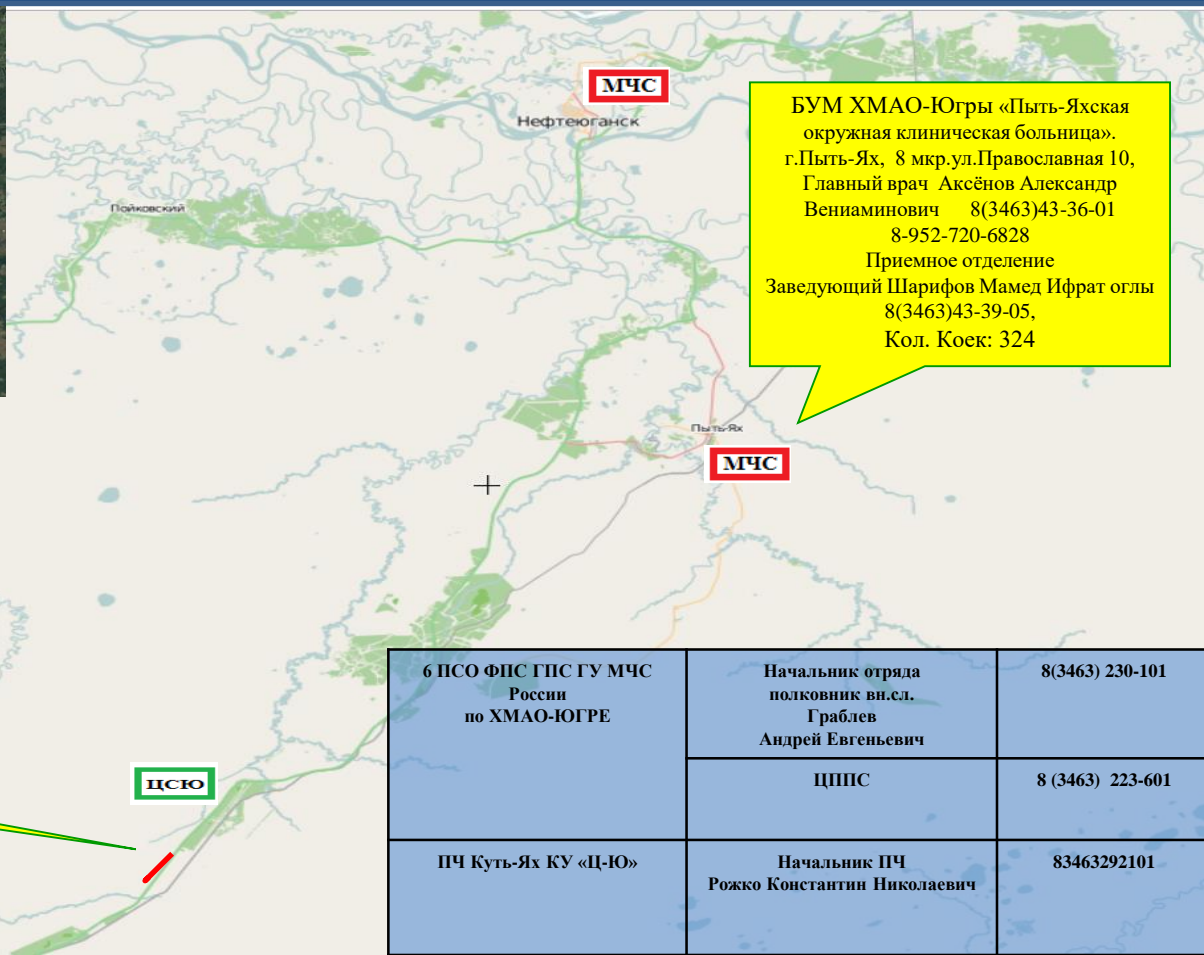 МЧС
Нефтеюганск
Пойковский
БУМ ХМАО-Югры «Пыть-Яхская
окружная клиническая больница».
г.Пыть-Ях, 8 мкр.ул.Православная 10,
Главный врач Аксёнов Александр
Вениаминович 8(3463)43-36-01
8-952-720-6828
Приемное отделение
Заведующий Шарифов Мамед Ифрат оглы
8(3463)43-39-05,
Кол. Коек: 324
Пыть-Ях
МЧС
ЦСЮ
6 ПСО ФПС ГПС ГУ МЧС
России
по ХМАО-ЮГРЕ
Начальник отряда
полковник вн.сл.
Граблев
Андрей Евгеньевич
8(3463) 230-101
ЦППС
8 (3463) 223-601
ПЧ Куть-Ях КУ «Ц-Ю»
Начальник ПЧ
Рожко Константин Николаевич
83463292101